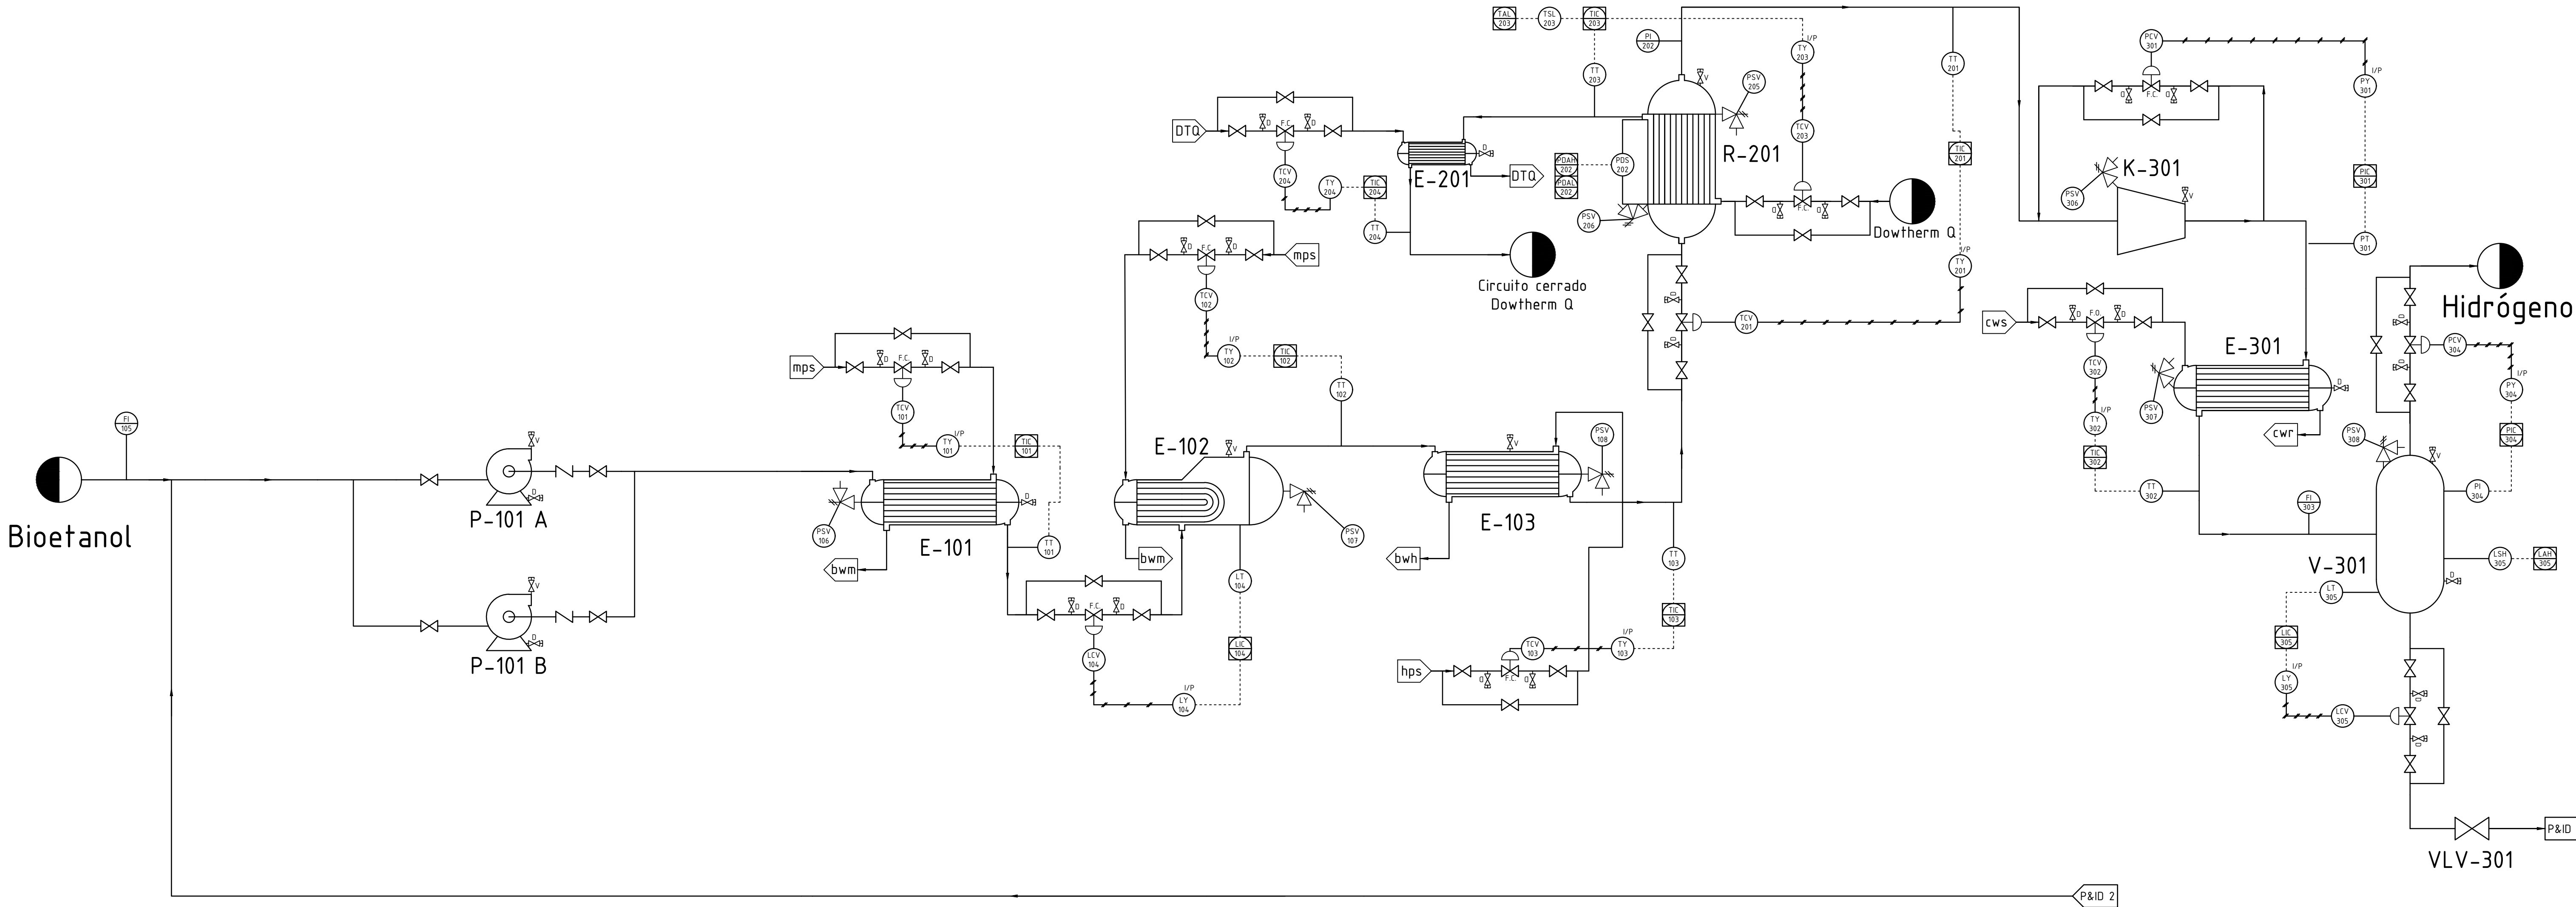 TAL
203
TSL
203
TIC
203
PI
202
TY
203
I/P
TT
203
PSV
205
TT
201
PCV
301
PY
301
I/P
F.C.
D
D
DTQ
D
F.C.
D
TCV
204
TY
204
TIC
204
TT
204
E-201
D
DTQ
PDAH
202
PDAL
202
PDS
202
V
R-201
TCV
203
F.C.
D
D
PSV
206
Dowtherm Q
TIC
201
TY
201
I/P
TCV
201
D
D
K-301
PSV
306
V
PIC
301
PT
301
mps
D
F.C.
D
TCV
102
TY
102
I/P
TIC
102
TT
102
Circuito cerrado
Dowtherm Q
Hidrógeno
cws
D
F.O.
D
TCV
302
TY
302
I/P
TIC
302
TT
302
E-301
D
PSV
307
cwr
D
D
PCV
304
PY
304
I/P
PIC
304
PI
304
PSV
308
V
FI
303
V-301
LSH
305
LAH
305
D
LT
305
LIC
305
LY
305
I/P
LCV
305
D
D
VLV-301
P&ID
mps
D
F.C.
D
TCV
101
TY
101
I/P
TIC
101
TT
101
FI
105
Bioetanol
V
D
P-101 A
V
D
P-101 B
PSV
106
D
E-101
bwm
E-102
V
PSV
107
bwm
LT
104
D
F.C.
D
LCV
104
LY
104
I/P
LIC
104
V
PSV
108
E-103
bwh
TT
103
TIC
103
TCV
103
TY
103
I/P
hps
F.C.
D
D
P&ID 2